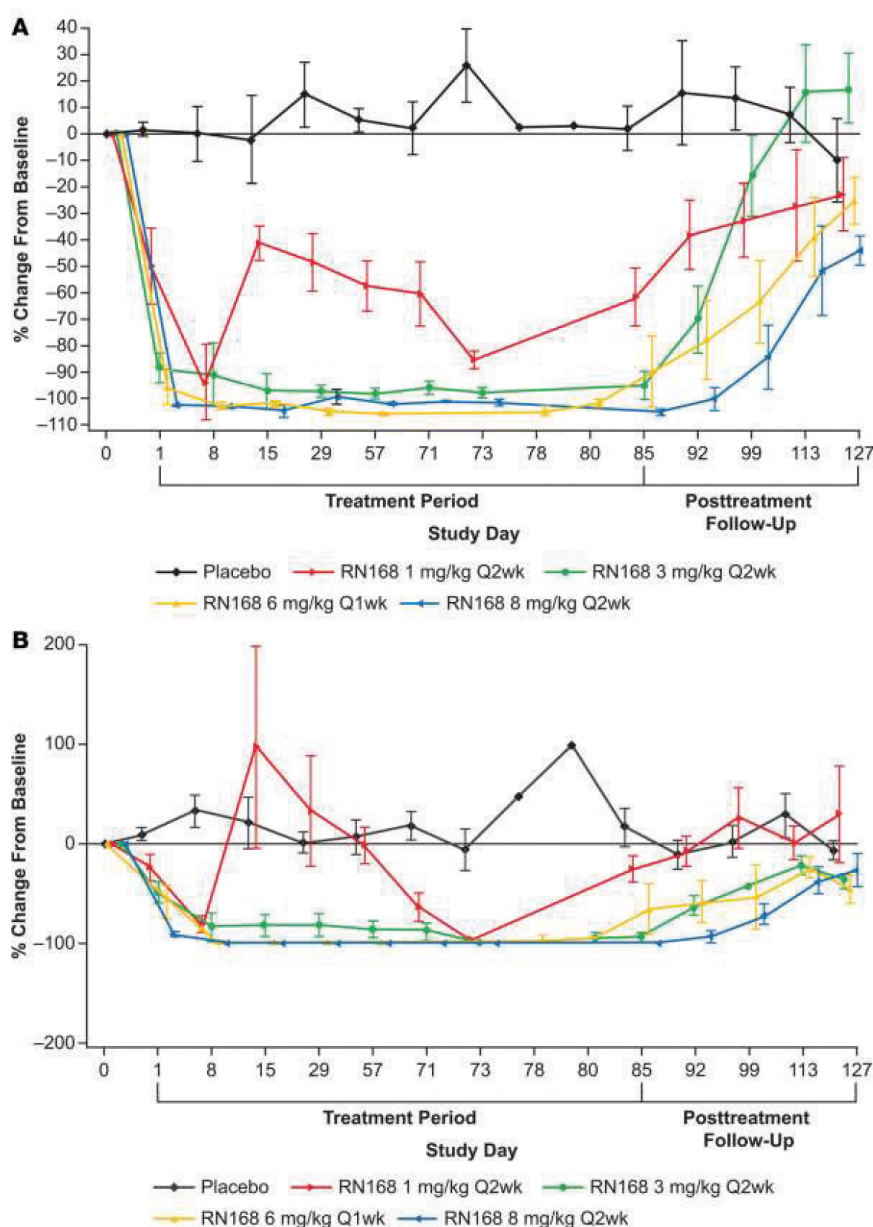 A
40
30
20
10
0
–10
–20
–30
–40
–50
–60
–70
–80
–90
–100
–110
% Change From Baseline
0 1 8 15 29 57 71 73 78 80 85 92 99 113 127
Treatment Period Posttreatment
Follow-Up
Study Day
Placebo RN168 1 mg/kg Q2wk RN168 3 mg/kg Q2wk
RN168 6 mg/kg Q1wk RN168 8 mg/kg Q2wk
B
200
100
0
–100
–200
% Change From Baseline
0 1 8 15 29 57 71 73 78 80 85 92 99 113 127
Treatment Period Posttreatment
Follow-Up
Study Day
Placebo RN168 1 mg/kg Q2wk RN168 3 mg/kg Q2wk
RN168 6 mg/kg Q1wk RN168 8 mg/kg Q2wk